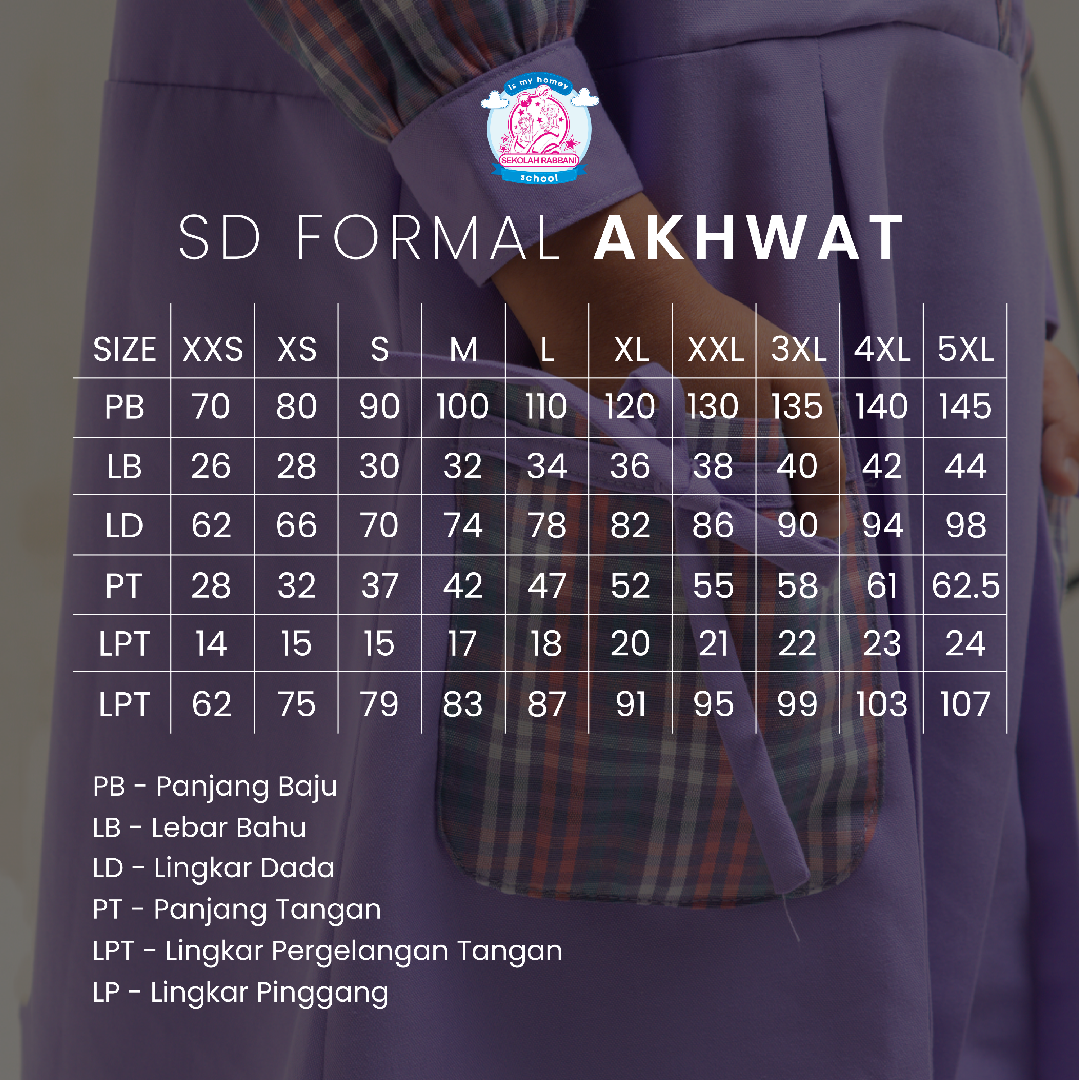 is my homey
SEKOLAH RABBANI
school
SD FORMAL AKHWAT
SIZE XXS XS S M L XL XXL 3XL 4XL 5XL
PB 70 80 90 100 110 120 130 135 140 145
LB 26 28 30 32 34 36 38 40 42 44
LD 62 66 70 74 78 82 86 90 94 98
PT 28 32 37 42 47 52 55 58 61 62.5
LPT 14 15 15 17 18 20 21 22 23 24
LPT 62 75 79 83 87 91 95 99 103 107
PB - Panjang Baju
LB - Lebar Bahu
LD - Lingkar Dada
PT - Panjang Tangan
LPT - Lingkar Pergelangan Tangan
LP - Lingkar Pinggang